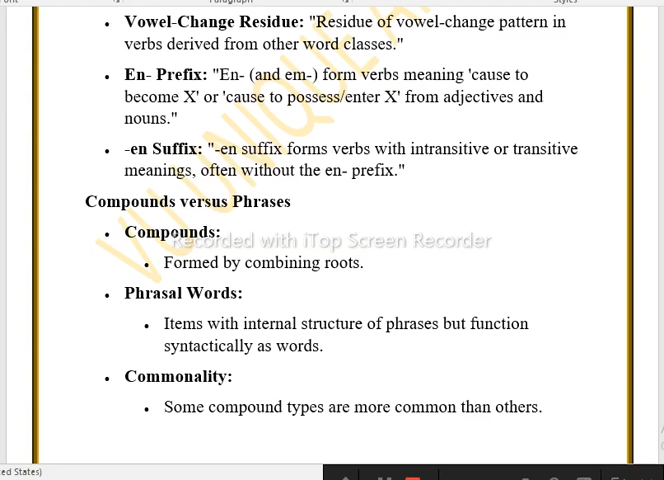 Paragraph
Styles
• Vowel-Change Residue: "Residue of vowel-change pattern in
verbs derived from other word classes."
• En- Prefix: "En- (and em-) form verbs meaning 'cause to
become X' or 'cause to possess/enter X' from adjectives and
nouns."
• -en Suffix: "-en suffix forms verbs with intransitive or transitive
meanings, often without the en- prefix."
Compounds versus Phrases
• Compounds:
Recorded with iTop Screen Recorder
• Formed by combining roots.
• Phrasal Words:
• Items with internal structure of phrases but function
syntactically as words.
• Commonality:
• Some compound types are more common than others.
VU UNIQUE
ed States)